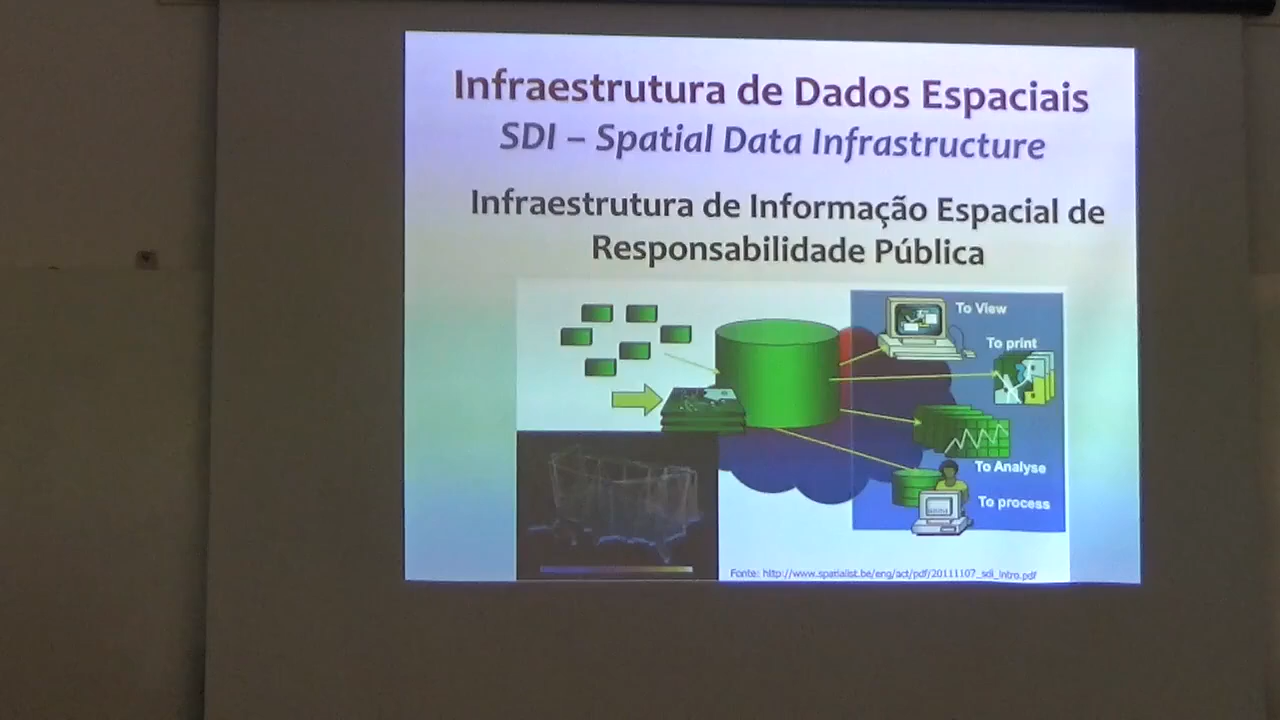 Infraestrutura de Dados Espaciais
SDI – Spatial Data Infrastructure
Infraestrutura de Informação Espacial de
Responsabilidade Pública
To View
To print
To Analyse
To process
Fonte: http://www.spatialist.be/eng/act/pdf/20111107_sdi_intro.pdf